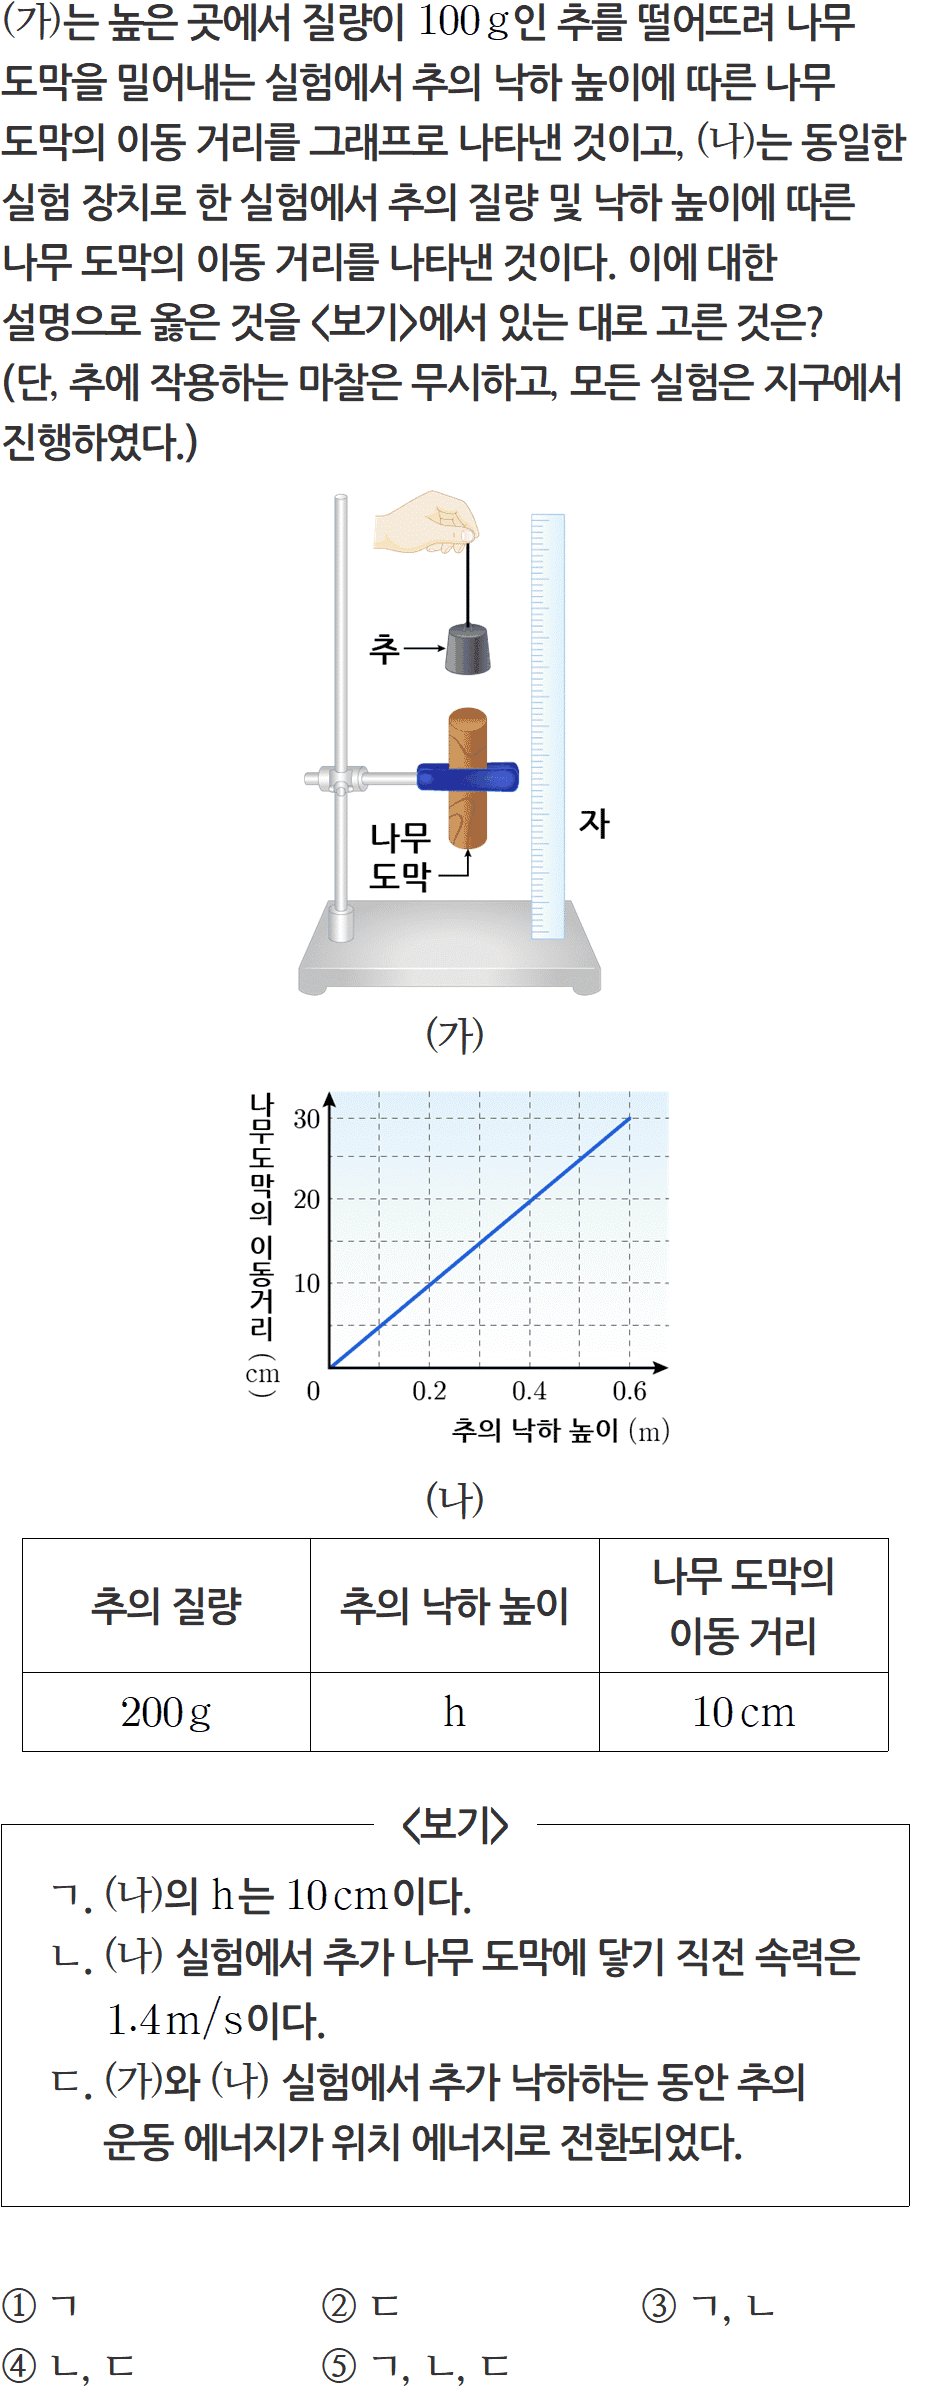 (가)는 높은 곳에서 질량이 100g인 추를 떨어뜨려 나무
도막을 밀어내는 실험에서 추의 낙하 높이에 따른 나무
도막의 이동 거리를 그래프로 나타낸 것이고, (나)는 동일한
실험 장치로 한 실험에서 추의 질량 및 낙하 높이에 따른
나무 도막의 이동 거리를 나타낸 것이다. 이에 대한
설명으로 옳은 것을 <보기>에서 있는 대로 고른 것은?
(단, 추에 작용하는 마찰은 무시하고, 모든 실험은 지구에서
진행하였다.)
추
나무
도막
자
(가)
나무 도막의 이동 거리 (cm)
30
20
10
0 0.2 0.4 0.6
추의 낙하 높이 (m)
(나)
추의 질량 추의 낙하 높이 나무 도막의
이동 거리
200g h 10cm
<보기>
ㄱ. (나)의 h는 10cm이다.
ㄴ. (나) 실험에서 추가 나무 도막에 닿기 직전 속력은
1.4m/s이다.
ㄷ. (가)와 (나) 실험에서 추가 낙하하는 동안 추의
운동 에너지가 위치 에너지로 전환되었다.
① ㄱ ② ㄷ ③ ㄱ, ㄴ
④ ㄴ, ㄷ ⑤ ㄱ, ㄴ, ㄷ